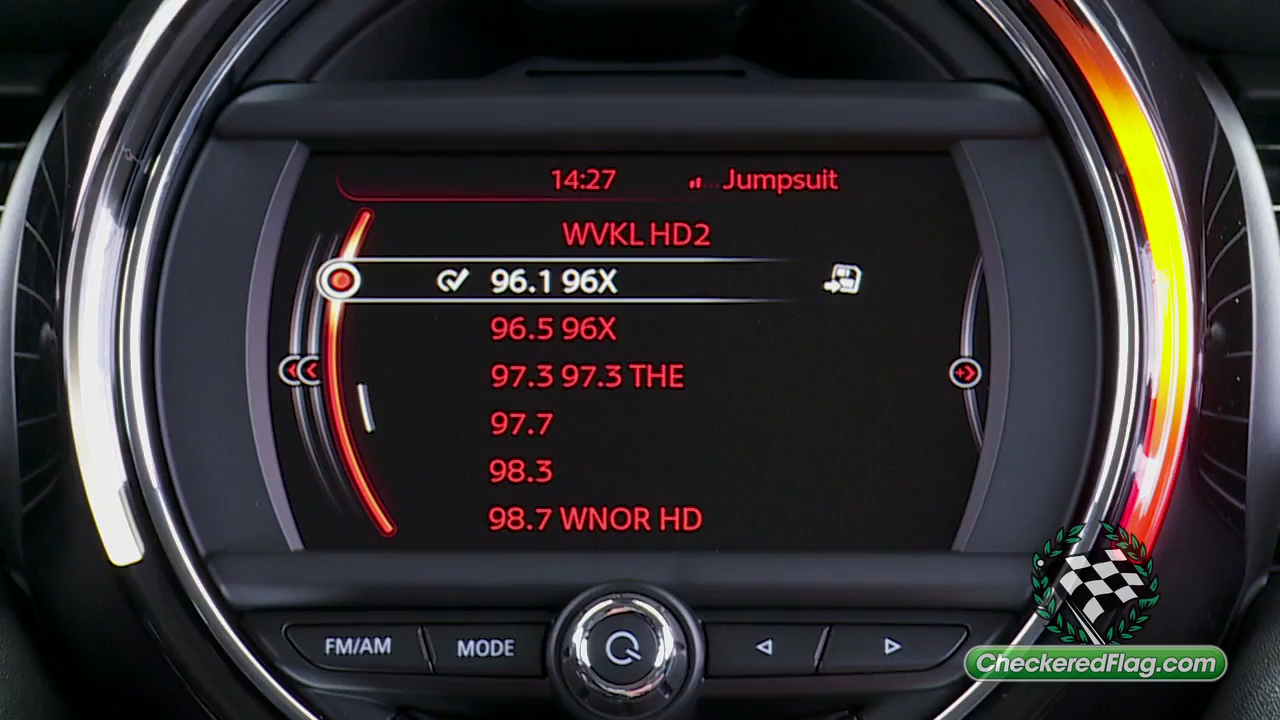 14:27 Jumpsuit
WVKL HD2
96.1 96X
96.5 96X
97.3 97.3 THE
97.7
98.3
98.7 WNOR HD
FM/AM MODE
CheckeredFlag.com